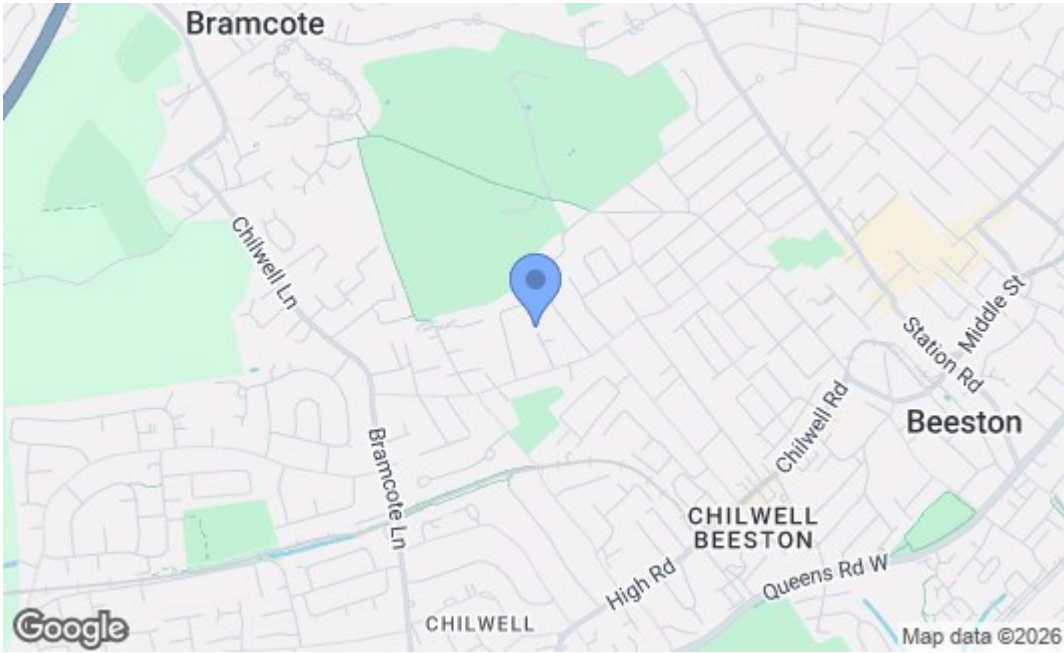 Bramcote
Chilwell Ln
Middle St
Station Rd
Chilwell Rd
Beeston
Bramcote Ln
CHILWELL
BEESTON
High Rd
Queens Rd W
CHILWELL
Google
Map data ©2026